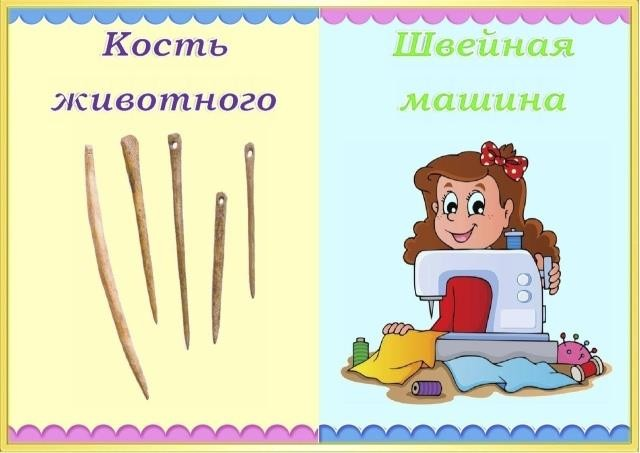 Кость
животного
Швейная
машина